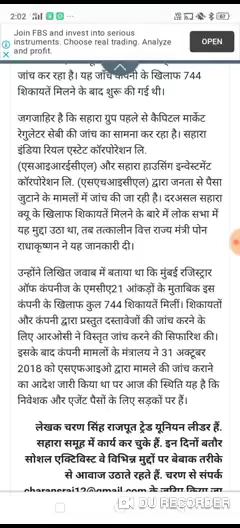 2:02
67
Join FBS and invest into serious
instruments. Choose real trading. Analyze
and profit.
OPEN
जांच कर रहा है। यह जांच कंपनी के खिलाफ 744
शिकायतें मिलने के बाद शुरू की गई थी।
जगजाहिर है कि सहारा ग्रुप पहले से कैपिटल मार्केट
रेगुलेटर सेबी की जांच का सामना कर रहा है। सहारा
इंडिया रियल एस्टेट कॉरपोरेशन लि.
(एसआइआरईसीएल) और सहारा हाउसिंग इन्वेस्टमेंट
कॉरपोरेशन लि. (एसएचआइसीएल) द्वारा जनता से पैसा
जुटाने के मामलों में जांच की जा रही है। दरअसल सहारा
क्यू के खिलाफ शिकायतें मिलने के बारे में लोक सभा में
यह मुद्दा उठा था, तब तत्कालीन वित्त राज्य मंत्री पोन
राधाकृष्णन ने यह जानकारी दी।
उन्होंने लिखित जवाब में बताया था कि मुंबई रजिस्ट्रार
ऑफ कंपनीज के एमसीए21 आंकड़ों के मुताबिक इस
कंपनी के खिलाफ कुल 744 शिकायतें मिलीं। शिकायतों
और कंपनी द्वारा प्रस्तुत दस्तावेजों की जांच करने के
लिए आरओसी ने विस्तृत जांच करने की सिफारिश की।
इसके बाद कंपनी मामलों के मंत्रालय ने 31 अक्टूबर
2018 को एसएफआइओ द्वारा मामले की जांच कराने
का आदेश जारी किया था पर आज की स्थिति यह है कि
निवेशक और एजेंट पैसों के लिए सड़कों पर हैं।
लेखक चरण सिंह राजपूत ट्रेड यूनियन लीडर हैं.
सहारा समूह में कार्य कर चुके हैं. इन दिनों बतौर
सोशल एक्टिविस्ट वे विभिन्न मुद्दों पर बेबाक तरीके
से आवाज उठाते रहते हैं. चरण से संपर्क
charansraj12@gmail.com के जरिए किया जा
DU RECORDER